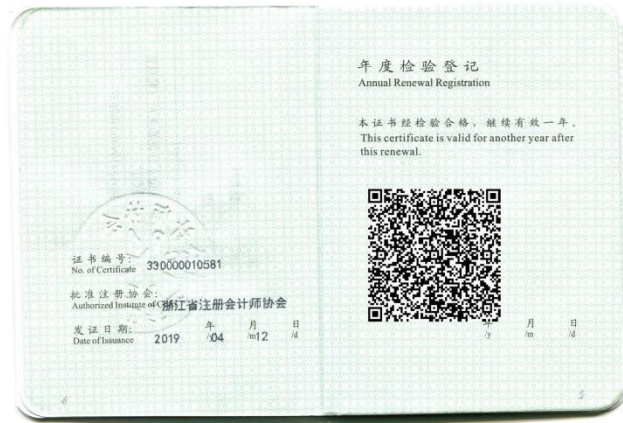 证书编号：
No. of Certificate 330000010581
批准注册协会：
Authorized Institute of CPAs 浙江省注册会计师协会
发证日期： 2019 年 04 月 12 日
Date of Issuance /y /m /d
6
年度检验登记
Annual Renewal Registration
本证书经检验合格，继续有效一年。
This certificate is valid for another year after
this renewal.
年 月 日
/y /m /d
5